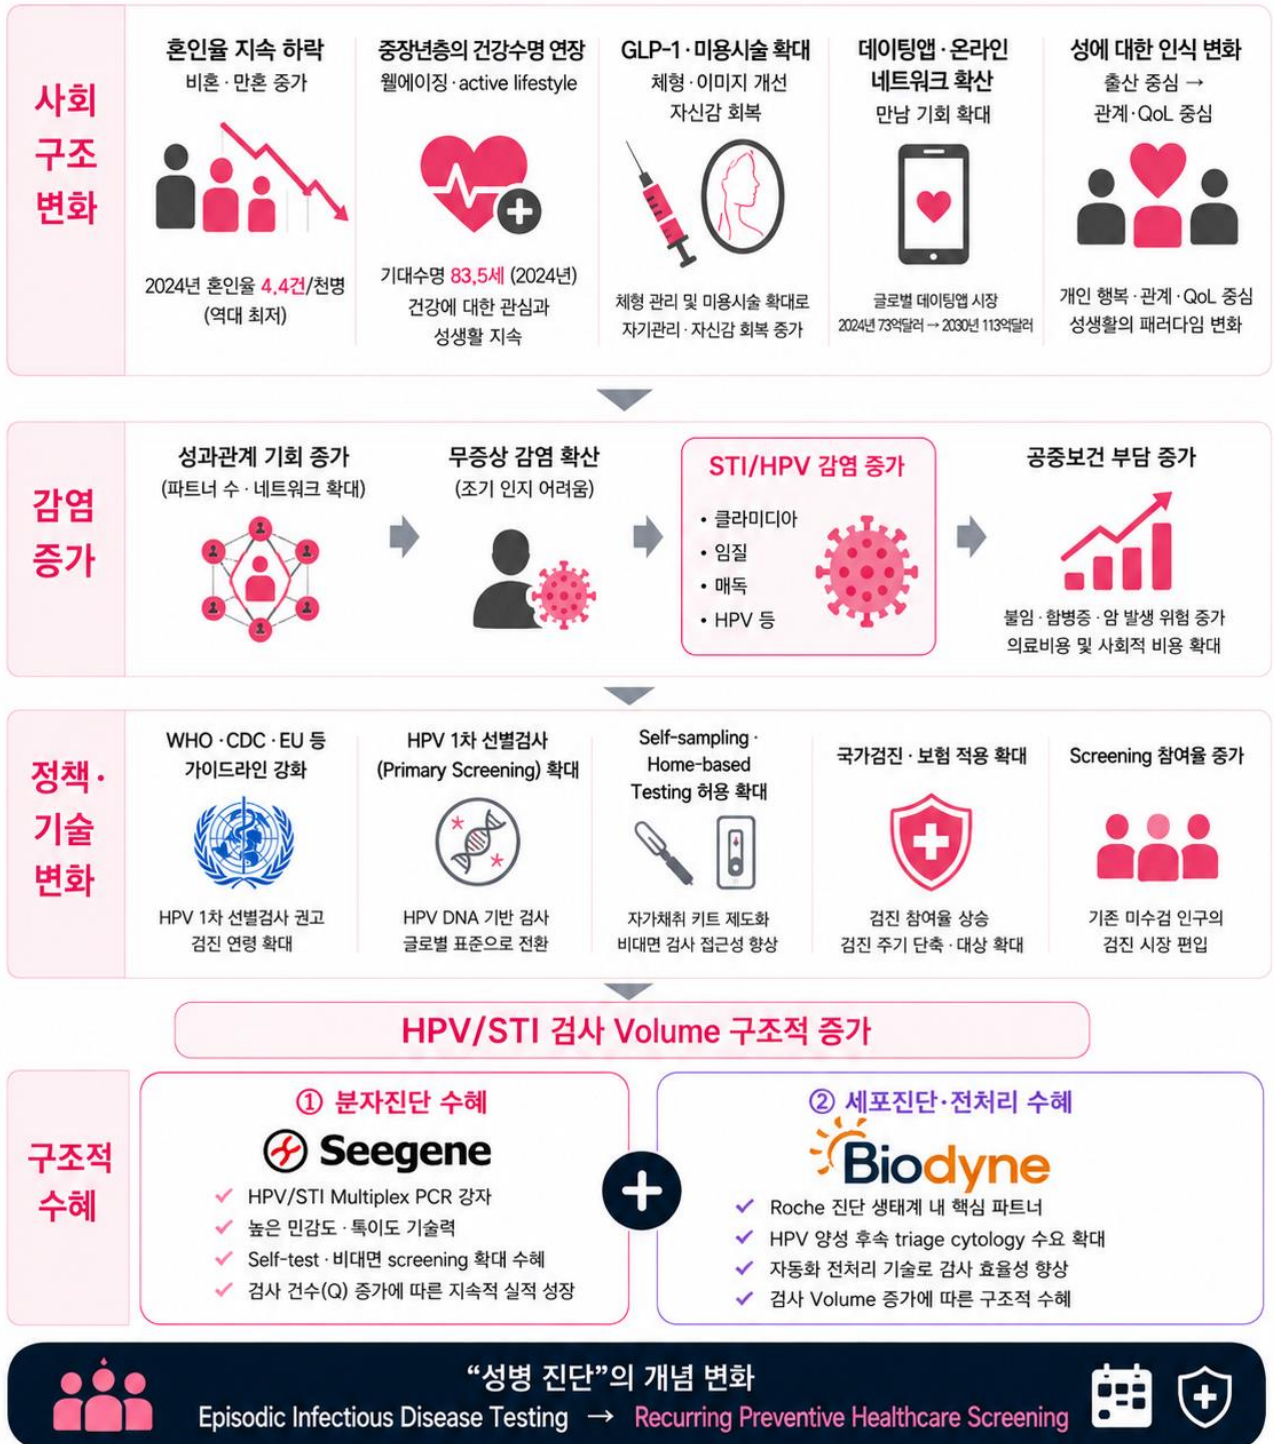 사회
구조
변화
혼인율 지속 하락
비혼·만혼 증가
2024년 혼인율 4.4건/천명
(역대 최저)
중장년층의 건강수명 연장
웰에이징·active lifestyle
기대수명 83.5세 (2024년)
건강에 대한 관심과
성생활 지속
GLP-1·미용시술 확대
체형·이미지 개선
자신감 회복
체형 관리 및 미용시술 확대로
자기관리·자신감 회복 증가
데이팅앱·온라인
네트워크 확산
만남 기회 확대
글로벌 데이팅앱 시장
2024년 73억달러 → 2030년 113억달러
성에 대한 인식 변화
출산 중심 →
관계·QoL 중심
개인 행복·관계·QoL 중심
성생활의 패러다임 변화
감염
증가
성과관계 기회 증가
(파트너 수·네트워크 확대)
무증상 감염 확산
(조기 인지 어려움)
STI/HPV 감염 증가
• 클라미디아
• 임질
• 매독
• HPV 등
공중보건 부담 증가
불임·합병증·암 발생 위험 증가
의료비용 및 사회적 비용 확대
정책·
기술
변화
WHO·CDC·EU 등
가이드라인 강화
HPV 1차 선별검사 권고
검진 연령 확대
HPV 1차 선별검사
(Primary Screening) 확대
HPV DNA 기반 검사
글로벌 표준으로 전환
Self-sampling·
Home-based
Testing 허용 확대
자가채취 키트 제도화
비대면 검사 접근성 향상
국가검진·보험 적용 확대
검진 참여율 상승
검진 주기 단축·대상 확대
Screening 참여율 증가
기존 미수검 인구의
검진 시장 편입
HPV/STI 검사 Volume 구조적 증가
구조적
수혜
① 분자진단 수혜
Seegene
✓ HPV/STI Multiplex PCR 강자
✓ 높은 민감도·특이도 기술력
✓ Self-test·비대면 screening 확대 수혜
✓ 검사 건수(Q) 증가에 따른 지속적 실적 성장
② 세포진단·전처리 수혜
Biodyne
✓ Roche 진단 생태계 내 핵심 파트너
✓ HPV 양성 후속 triage cytology 수요 확대
✓ 자동화 전처리 기술로 검사 효율성 향상
✓ 검사 Volume 증가에 따른 구조적 수혜
“성병 진단”의 개념 변화
Episodic Infectious Disease Testing → Recurring Preventive Healthcare Screening